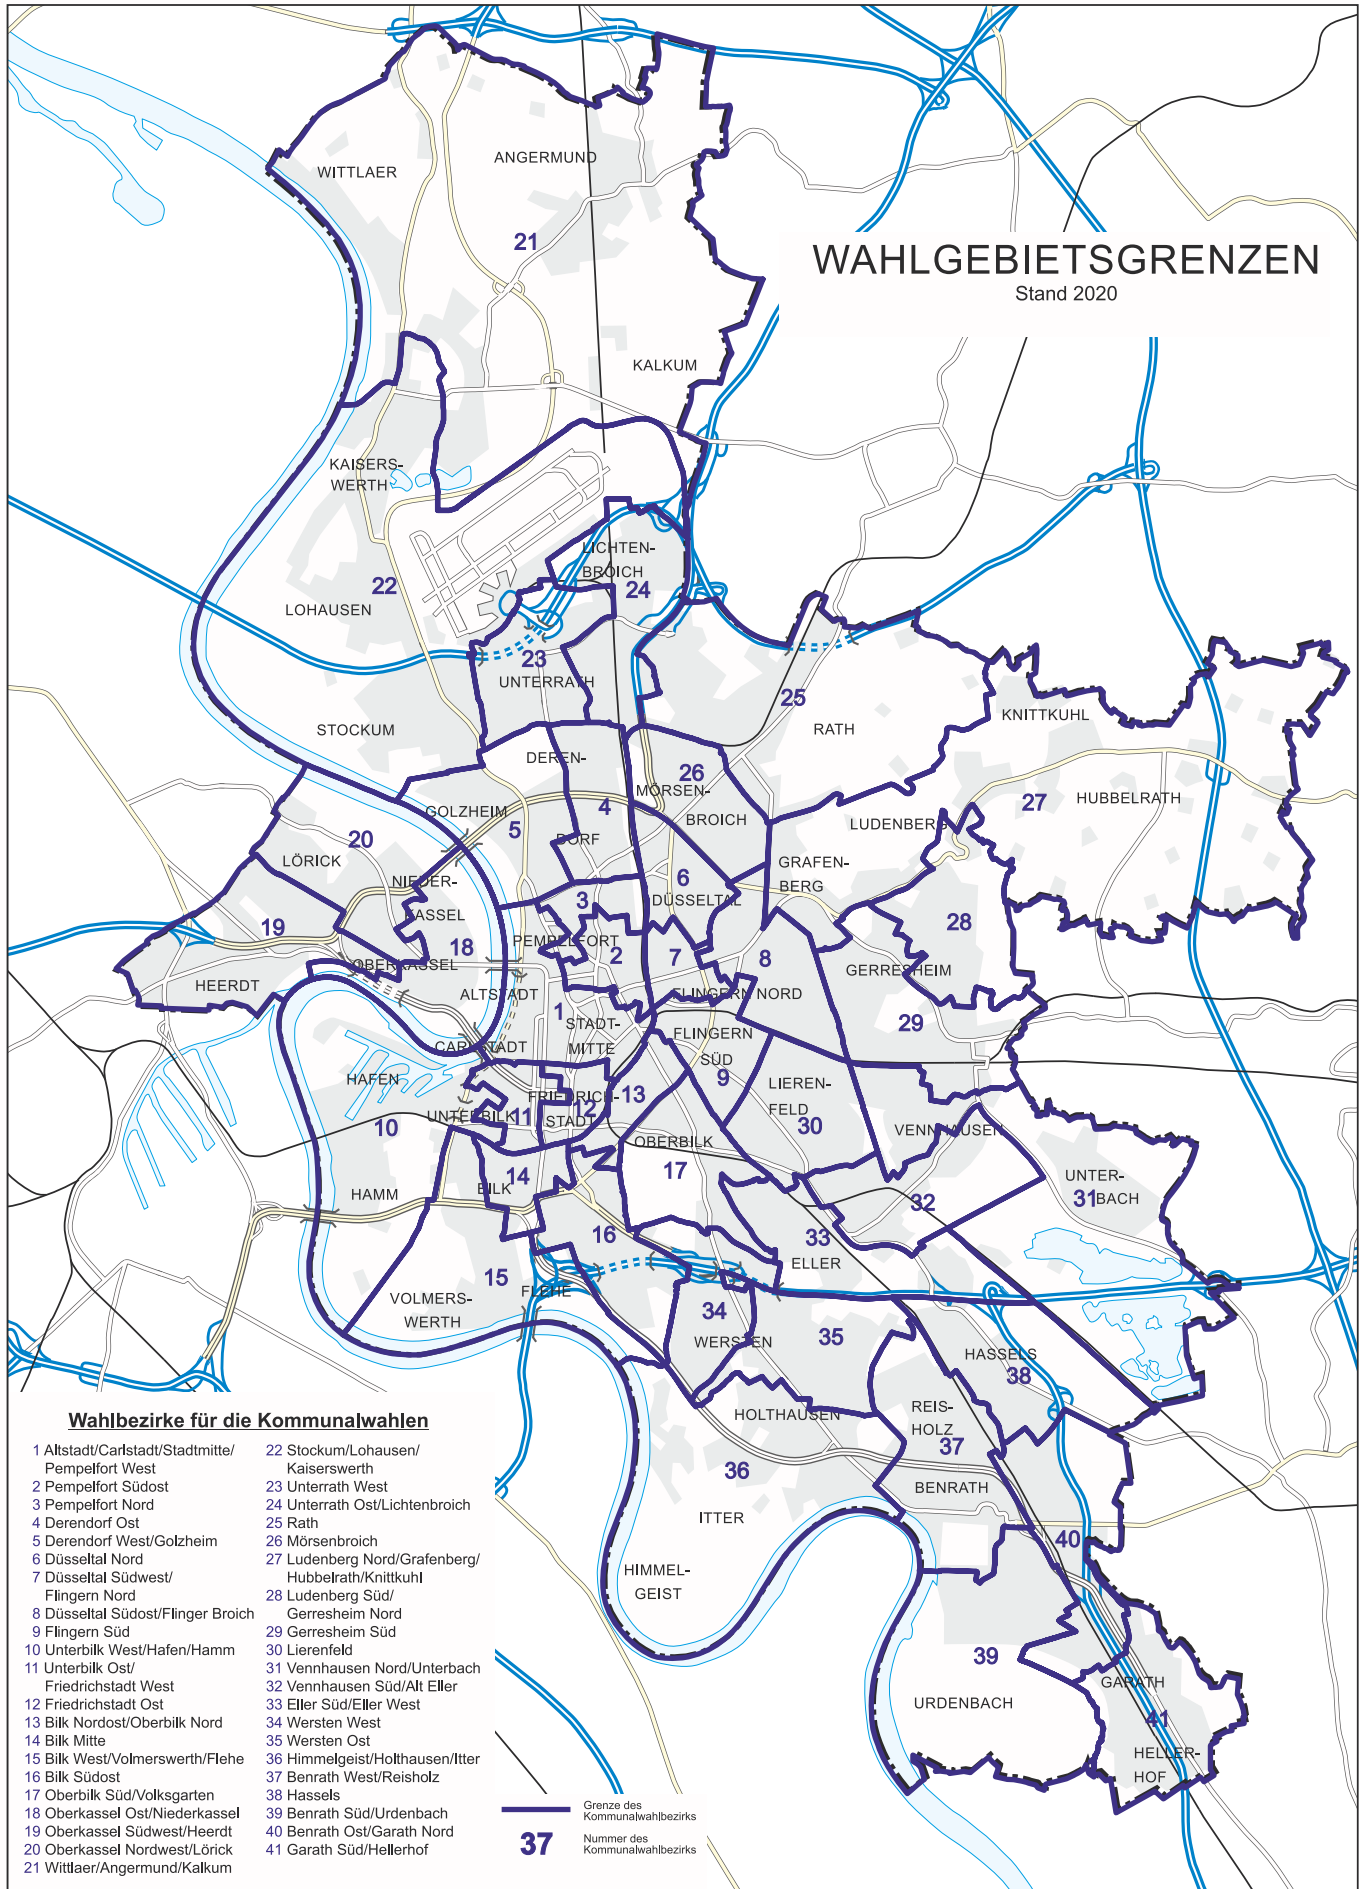 WITTLAER
ANGERMUND
21
WAHLGEBIETSGRENZEN
Stand 2020
KALKUM
KAISERS-
WERTH
LICHTEN-
BROICH
24
22
LOHAUSEN
23
UNTERRATH
25
RATH
KNITTKUHL
STOCKUM
DEREN-
DORF
4
26
MÖRSEN-
BROICH
27
HUBBELRATH
GOLZHEIM
5
LUDENBERG
20
LÖRICK
NIEDER-
KASSEL
GRAFEN-
BERG
6
DÜSSELTAL
3
28
19
18
PEMPELFORT
2
7
8
OBERKASSEL
GERRESHEIM
HEERDT
ALTSTADT
FLINGERN NORD
1
STADT-
MITTE
FLINGERN
SÜD
29
CARLSTADT
HAFEN
9
LIEREN-
FELD
30
13
FRIEDRICH-
STADT
12
11
UNTERBILK
10
VENNHAUSEN
OBERBILK
17
14
BILK
HAMM
UNTER-
BACH
31
32
33
ELLER
16
15
FLEHE
VOLMERS-
WERTH
34
WERSTEN
35
HASSELS
38
HOLTHAUSEN
REIS-
HOLZ
37
36
BENRATH
ITTER
40
HIMMEL-
GEIST
39
URDENBACH
GARATH
41
HELLER-
HOF
Wahlbezirke für die Kommunalwahlen
1 Altstadt/Carlstadt/Stadtmitte/
Pempelfort West
2 Pempelfort Südost
3 Pempelfort Nord
4 Derendorf Ost
5 Derendorf West/Golzheim
6 Düsseltal Nord
7 Düsseltal Südwest/
Flingern Nord
8 Düsseltal Südost/Flinger Broich
9 Flingern Süd
10 Unterbilk West/Hafen/Hamm
11 Unterbilk Ost/
Friedrichstadt West
12 Friedrichstadt Ost
13 Bilk Nordost/Oberbilk Nord
14 Bilk Mitte
15 Bilk West/Volmerswerth/Flehe
16 Bilk Südost
17 Oberbilk Süd/Volksgarten
18 Oberkassel Ost/Niederkassel
19 Oberkassel Südwest/Heerdt
20 Oberkassel Nordwest/Lörick
21 Wittlaer/Angermund/Kalkum
22 Stockum/Lohausen/
Kaiserswerth
23 Unterrath West
24 Unterrath Ost/Lichtenbroich
25 Rath
26 Mörsenbroich
27 Ludenberg Nord/Grafenberg/
Hubbelrath/Knittkuhl
28 Ludenberg Süd/
Gerresheim Nord
29 Gerresheim Süd
30 Lierenfeld
31 Vennhausen Nord/Unterbach
32 Vennhausen Süd/Alt Eller
33 Eller Süd/Eller West
34 Wersten West
35 Wersten Ost
36 Himmelgeist/Holthausen/Itter
37 Benrath West/Reisholz
38 Hassels
39 Benrath Süd/Urdenbach
40 Benrath Ost/Garath Nord
41 Garath Süd/Hellerhof
Grenze des
Kommunalwahlbezirks
37
Nummer des
Kommunalwahlbezirks